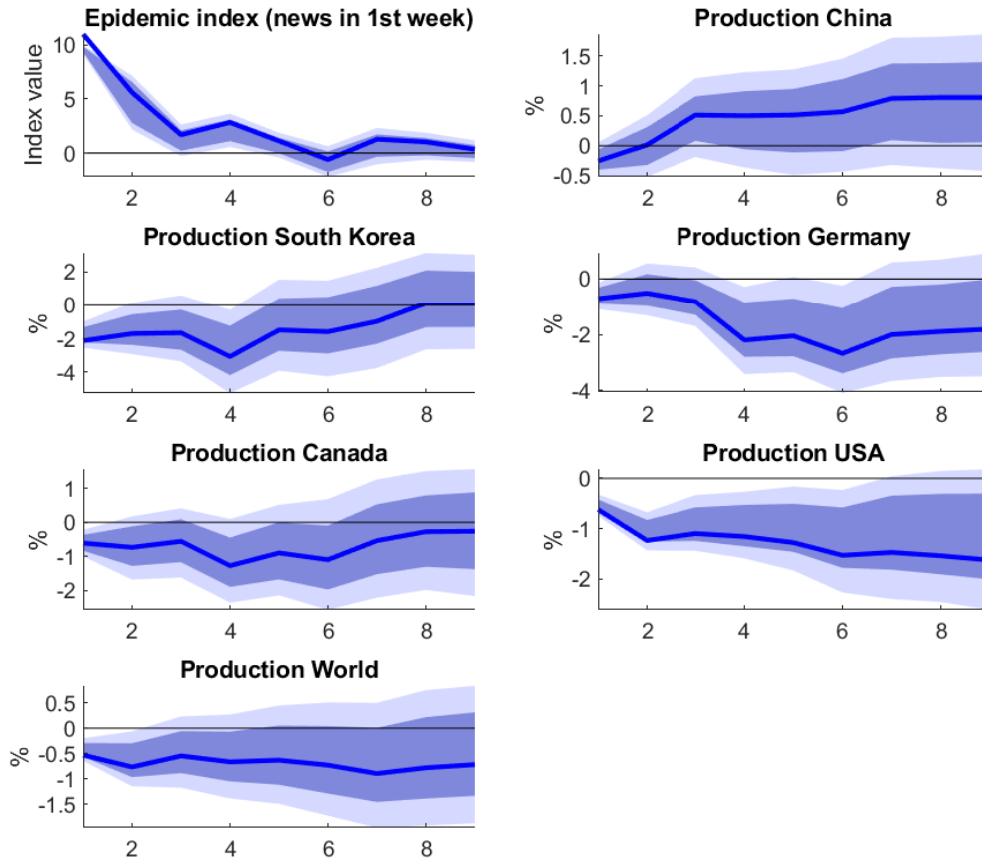 Epidemic index (news in 1st week)
Index value
10
5
0
2 4 6 8
Production China
%
1.5
1
0.5
0
-0.5
2 4 6 8
Production South Korea
%
2
0
-2
-4
2 4 6 8
Production Germany
%
0
-2
-4
2 4 6 8
Production Canada
%
1
0
-1
-2
2 4 6 8
Production USA
%
0
-1
-2
2 4 6 8
Production World
%
0.5
0
-0.5
-1
-1.5
2 4 6 8